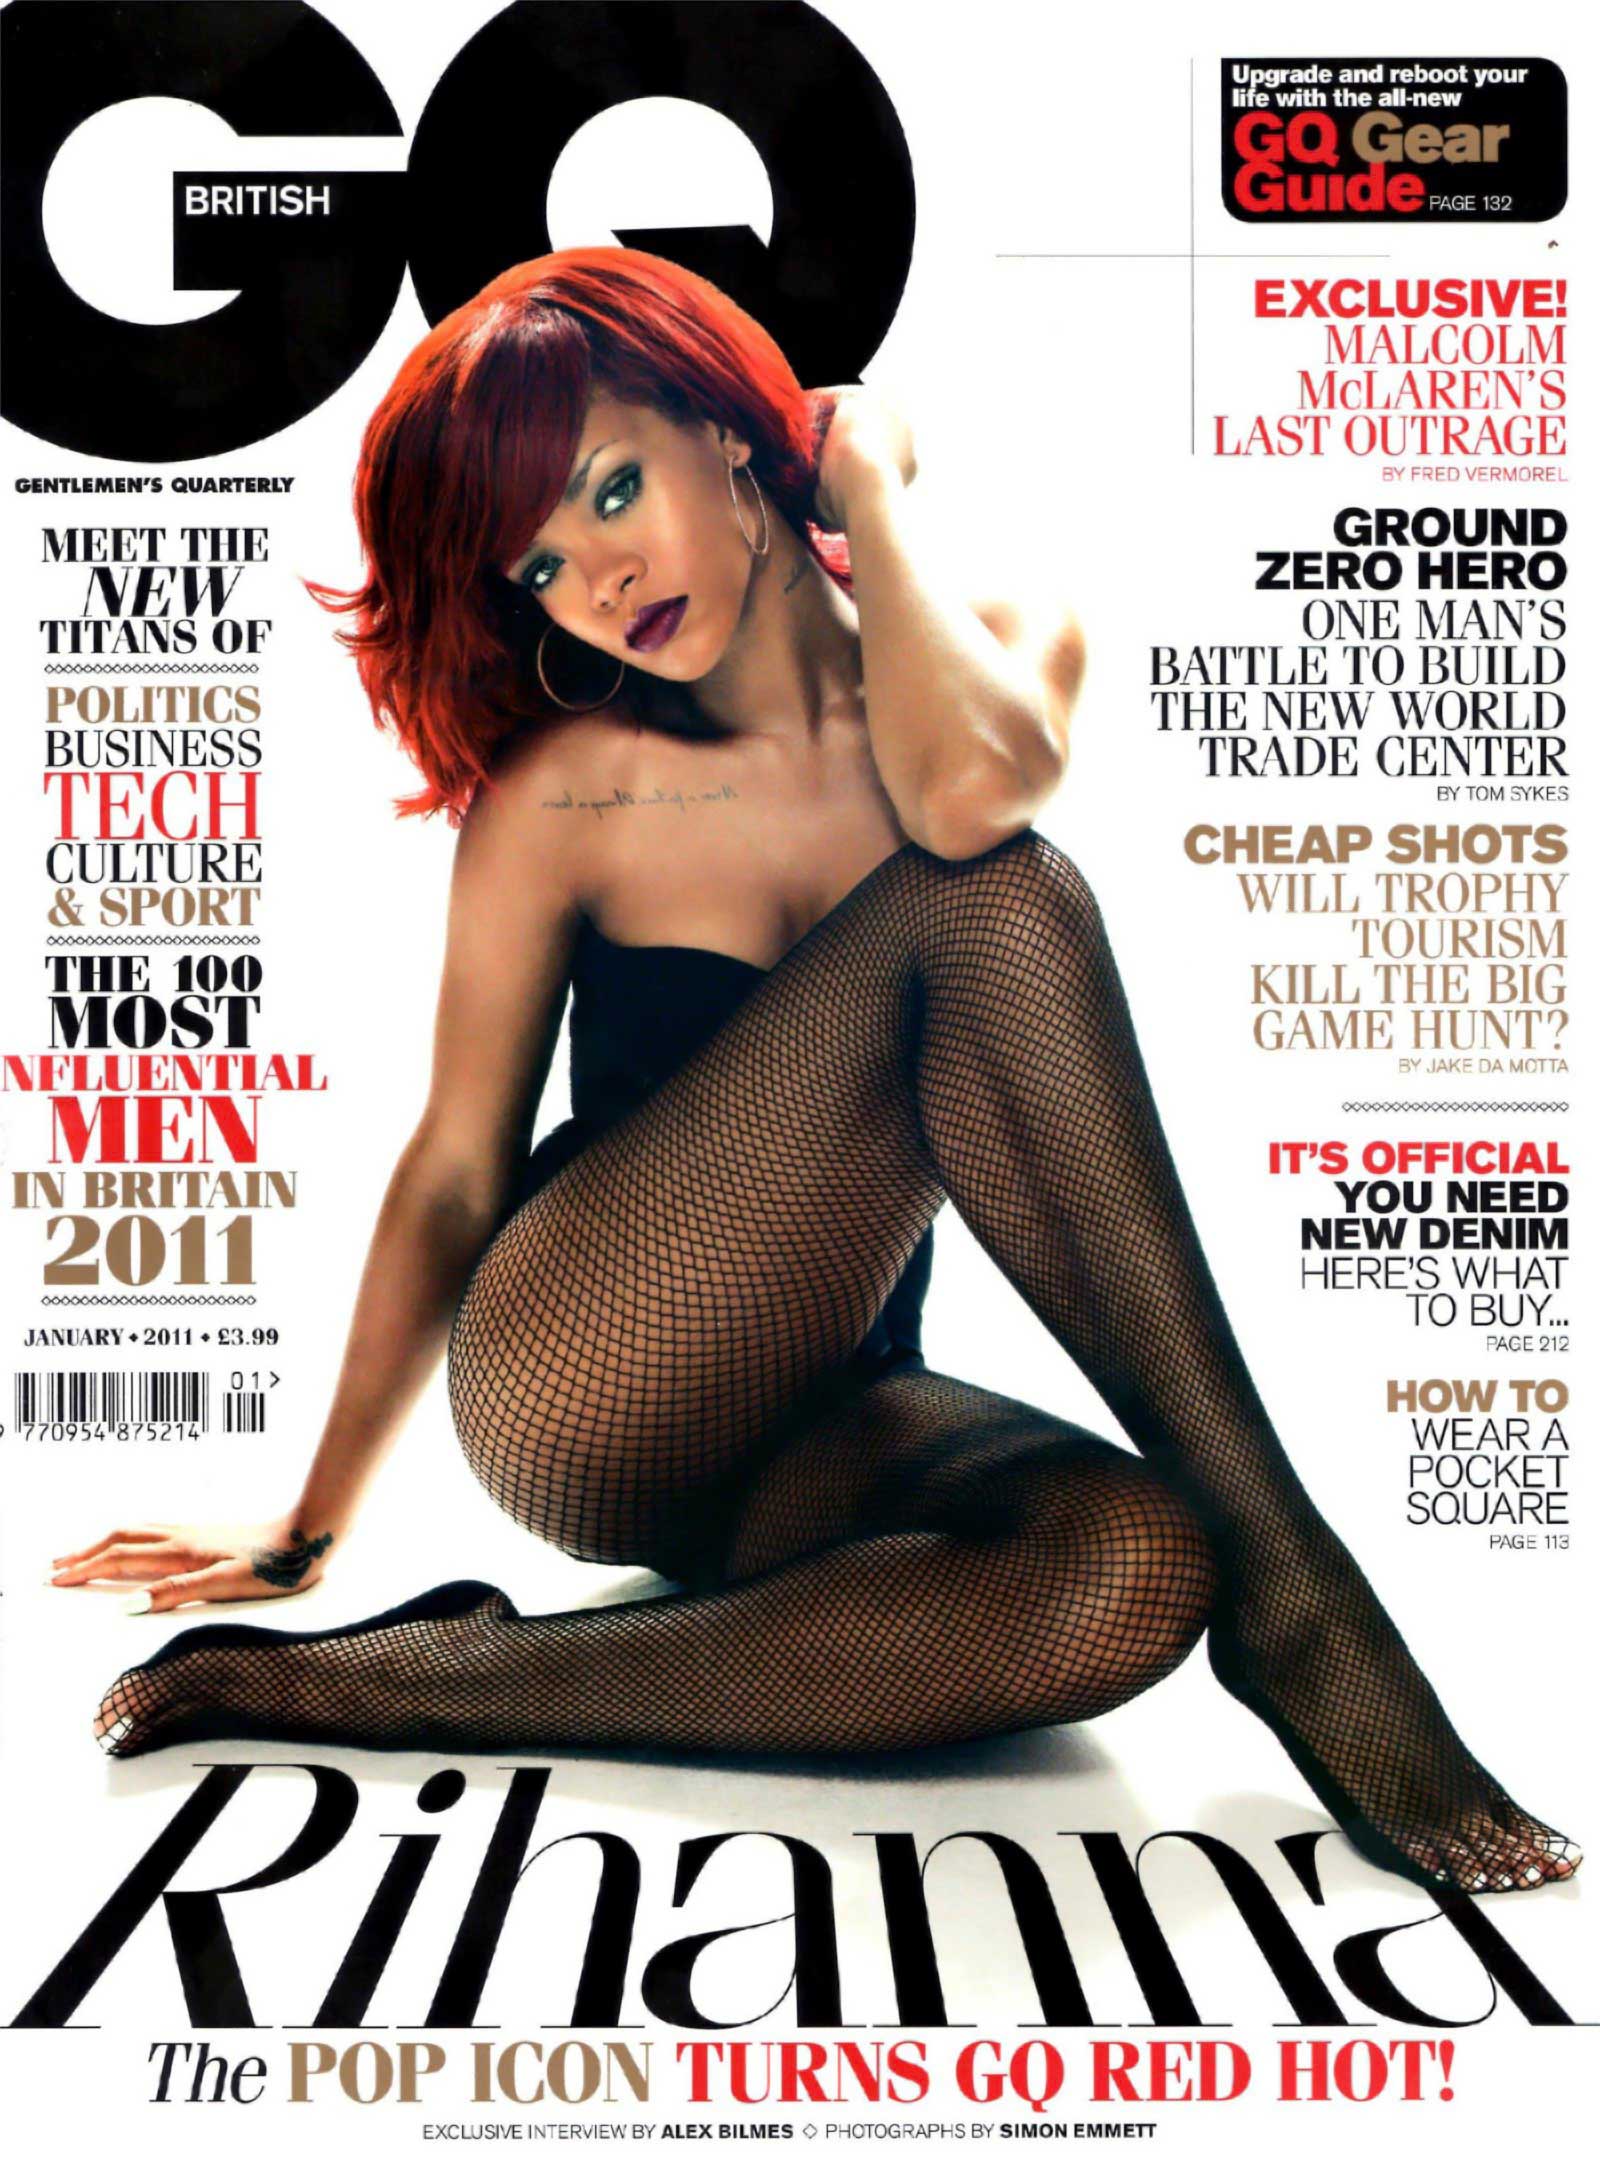 GQ
BRITISH
GENTLEMEN'S QUARTERLY
MEET THE
NEW
TITANS OF
POLITICS
BUSINESS
TECH
CULTURE
& SPORT
THE 100
MOST
NFLUENTIAL
MEN
IN BRITAIN
2011
JANUARY ♦ 2011 ♦ £3.99
01>
9 770954 875214
Upgrade and reboot your
life with the all-new
GQ Gear
Guide PAGE 132
EXCLUSIVE!
MALCOLM
McLAREN'S
LAST OUTRAGE
BY FRED VERMOREL
GROUND
ZERO HERO
ONE MAN'S
BATTLE TO BUILD
THE NEW WORLD
TRADE CENTER
BY TOM SYKES
CHEAP SHOTS
WILL TROPHY
TOURISM
KILL THE BIG
GAME HUNT?
BY JAKE DA MOTTA
IT'S OFFICIAL
YOU NEED
NEW DENIM
HERE'S WHAT
TO BUY...
PAGE 212
HOW TO
WEAR A
POCKET
SQUARE
PAGE 113
Rihanna
The POP ICON TURNS GQ RED HOT!
EXCLUSIVE INTERVIEW BY ALEX BILMES ◇ PHOTOGRAPHS BY SIMON EMMETT